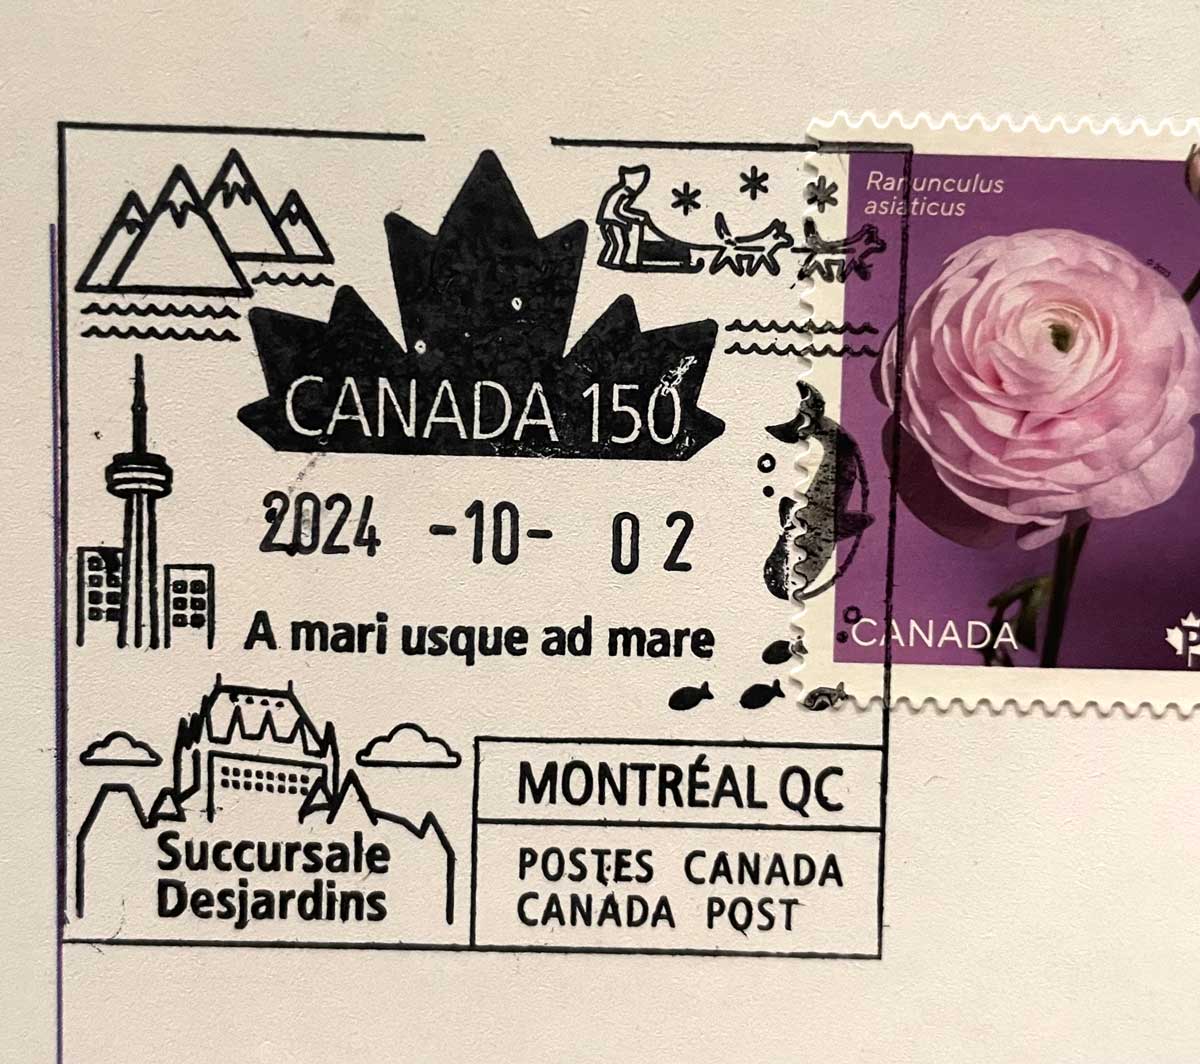 CANADA 150
2024 -10- 02
A mari usque ad mare
Succursale
Desjardins
MONTRÉAL QC
POSTES CANADA
CANADA POST
Ranunculus
asiaticus
© 2023
CANADA
P